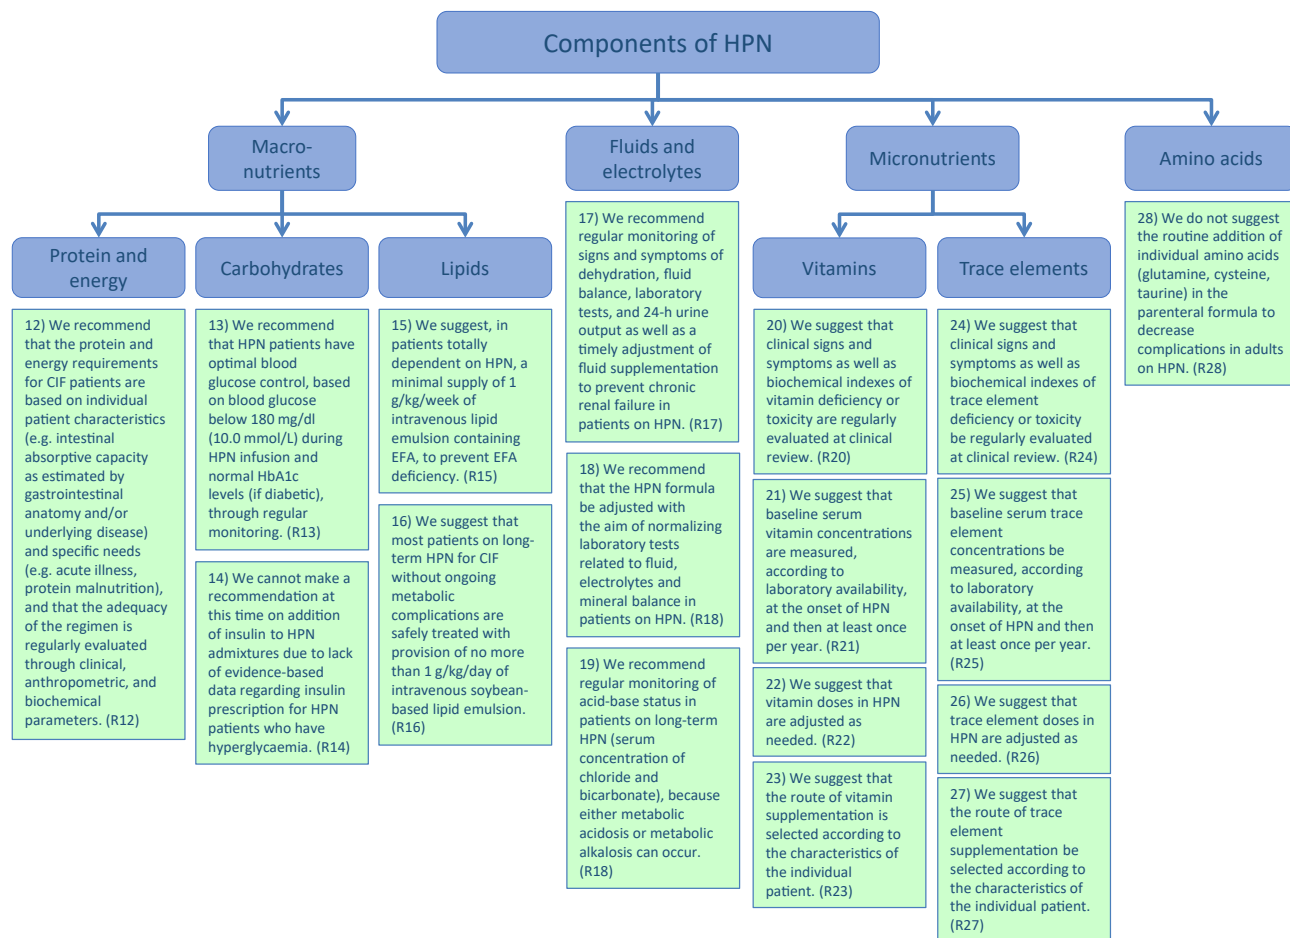 Components of HPN
Macro-
nutrients
Fluids and
electrolytes
Micronutrients
Amino acids
Protein and
energy
Carbohydrates
Lipids
Vitamins
Trace elements
12) We recommend
that the protein and
energy requirements
for CIF patients are
based on individual
patient characteristics
(e.g. intestinal
absorptive capacity
as estimated by
gastrointestinal
anatomy and/or
underlying disease)
and specific needs
(e.g. acute illness,
protein malnutrition),
and that the adequacy
of the regimen is
regularly evaluated
through clinical,
anthropometric, and
biochemical
parameters. (R12)
13) We recommend
that HPN patients have
optimal blood
glucose control, based
on blood glucose
below 180 mg/dl
(10.0 mmol/L) during
HPN infusion and
normal HbA1c
levels (if diabetic),
through regular
monitoring. (R13)
14) We cannot make a
recommendation at
this time on addition
of insulin to HPN
admixtures due to lack
of evidence-based
data regarding insulin
prescription for HPN
patients who have
hyperglycaemia. (R14)
15) We suggest, in
patients totally
dependent on HPN, a
minimal supply of 1
g/kg/week of
intravenous lipid
emulsion containing
EFA, to prevent EFA
deficiency. (R15)
16) We suggest that
most patients on long-
term HPN for CIF
without ongoing
metabolic
complications are
safely treated with
provision of no more
than 1 g/kg/day of
intravenous soybean-
based lipid emulsion.
(R16)
17) We recommend
regular monitoring of
signs and symptoms of
dehydration, fluid
balance, laboratory
tests, and 24-h urine
output as well as a
timely adjustment of
fluid supplementation
to prevent chronic
renal failure in
patients on HPN. (R17)
18) We recommend
that the HPN formula
be adjusted with
the aim of normalizing
laboratory tests
related to fluid,
electrolytes and
mineral balance in
patients on HPN. (R18)
19) We recommend
regular monitoring of
acid-base status in
patients on long-term
HPN (serum
concentration of
chloride and
bicarbonate), because
either metabolic
acidosis or metabolic
alkalosis can occur.
(R18)
20) We suggest that
clinical signs and
symptoms as well as
biochemical indexes of
vitamin deficiency or
toxicity are regularly
evaluated at clinical
review. (R20)
21) We suggest that
baseline serum
vitamin concentrations
are measured,
according to
laboratory availability,
at the onset of HPN
and then at least once
per year. (R21)
22) We suggest that
vitamin doses in HPN
are adjusted as
needed. (R22)
23) We suggest that
the route of vitamin
supplementation is
selected according to
the characteristics of
the individual
patient. (R23)
24) We suggest that
clinical signs and
symptoms as well as
biochemical indexes of
trace element
deficiency or toxicity
be regularly evaluated
at clinical review. (R24)
25) We suggest that
baseline serum trace
element
concentrations be
measured, according
to laboratory
availability, at the
onset of HPN and then
at least once per year.
(R25)
26) We suggest that
trace element doses in
HPN are adjusted as
needed. (R26)
27) We suggest that
the route of trace
element
supplementation be
selected according to
the characteristics of
the individual patient.
(R27)
28) We do not suggest
the routine addition of
individual amino acids
(glutamine, cysteine,
taurine) in the
parenteral formula to
decrease
complications in adults
on HPN. (R28)